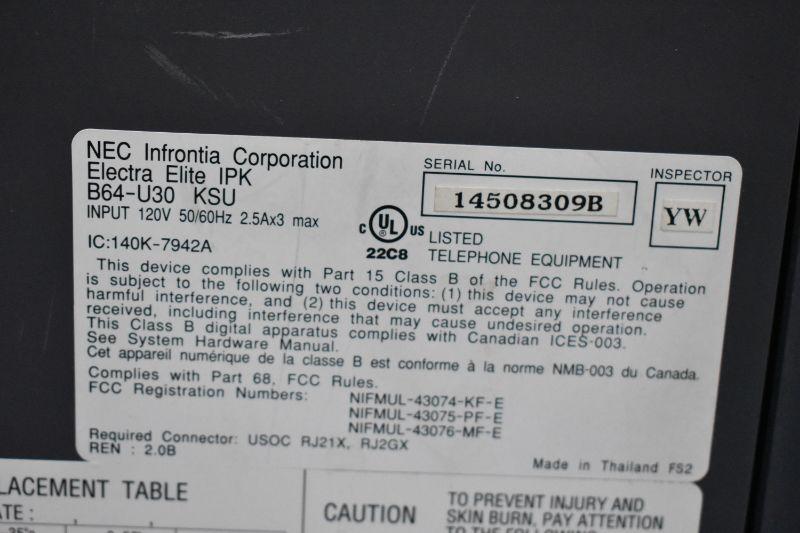 NEC Infrontia Corporation
Electra Elite IPK
B64-U30 KSU
INPUT 120V 50/60Hz 2.5Ax3 max
IC:140K-7942A
C UL US
22C8
LISTED
TELEPHONE EQUIPMENT
SERIAL No.
14508309B
INSPECTOR
YW
This device complies with Part 15 Class B of the FCC Rules. Operation
is subject to the following two conditions: (1) this device may not cause
harmful interference, and (2) this device must accept any interference
received, including interference that may cause undesired operation.
This Class B digital apparatus complies with Canadian ICES-003.
See System Hardware Manual.
Cet appareil numérique de la classe B est conforme à la norme NMB-003 du Canada.
Complies with Part 68, FCC Rules.
FCC Registration Numbers: NIFMUL-43074-KF-E
NIFMUL-43075-PF-E
NIFMUL-43076-MF-E
Required Connector: USOC RJ21X, RJ2GX
REN : 2.0B
Made in Thailand FS2
LACEMENT TABLE
ATE :
CAUTION
TO PREVENT INJURY AND
SKIN BURN, PAY ATTENTION